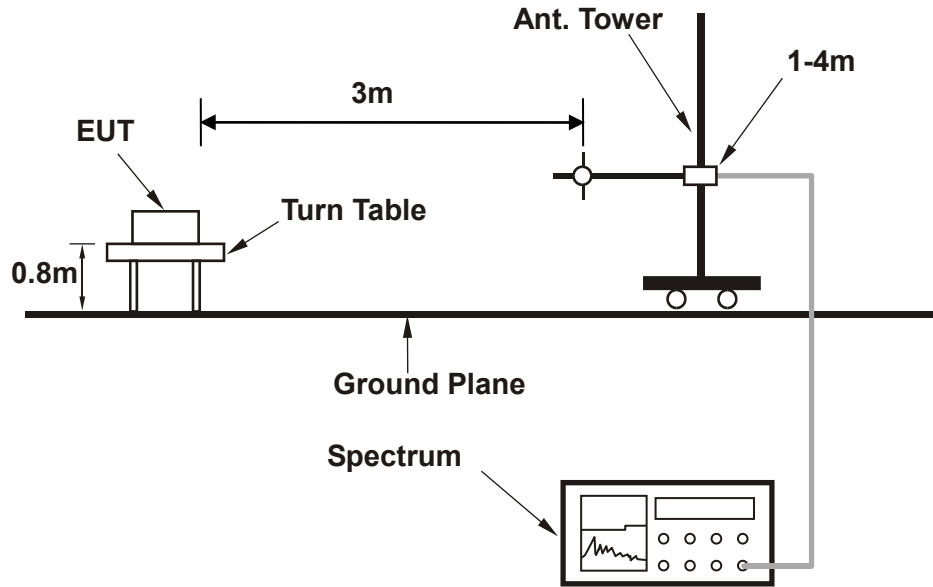 Ant. Tower
1-4m
3m
EUT
Turn Table
0.8m
Ground Plane
Spectrum